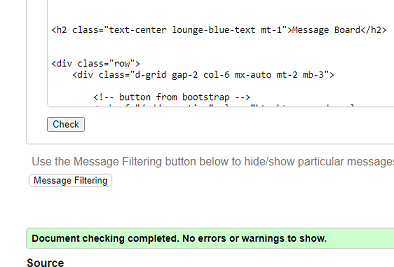 <h2 class="text-center lounge-blue-text mt-1">Message Board</h2>
<div class="row">
<div class="d-grid gap-2 col-6 mx-auto mt-2 mb-3">
<!-- button from bootstrap -->
Check
Use the Message Filtering button below to hide/show particular messages
Message Filtering
Document checking completed. No errors or warnings to show.
Source